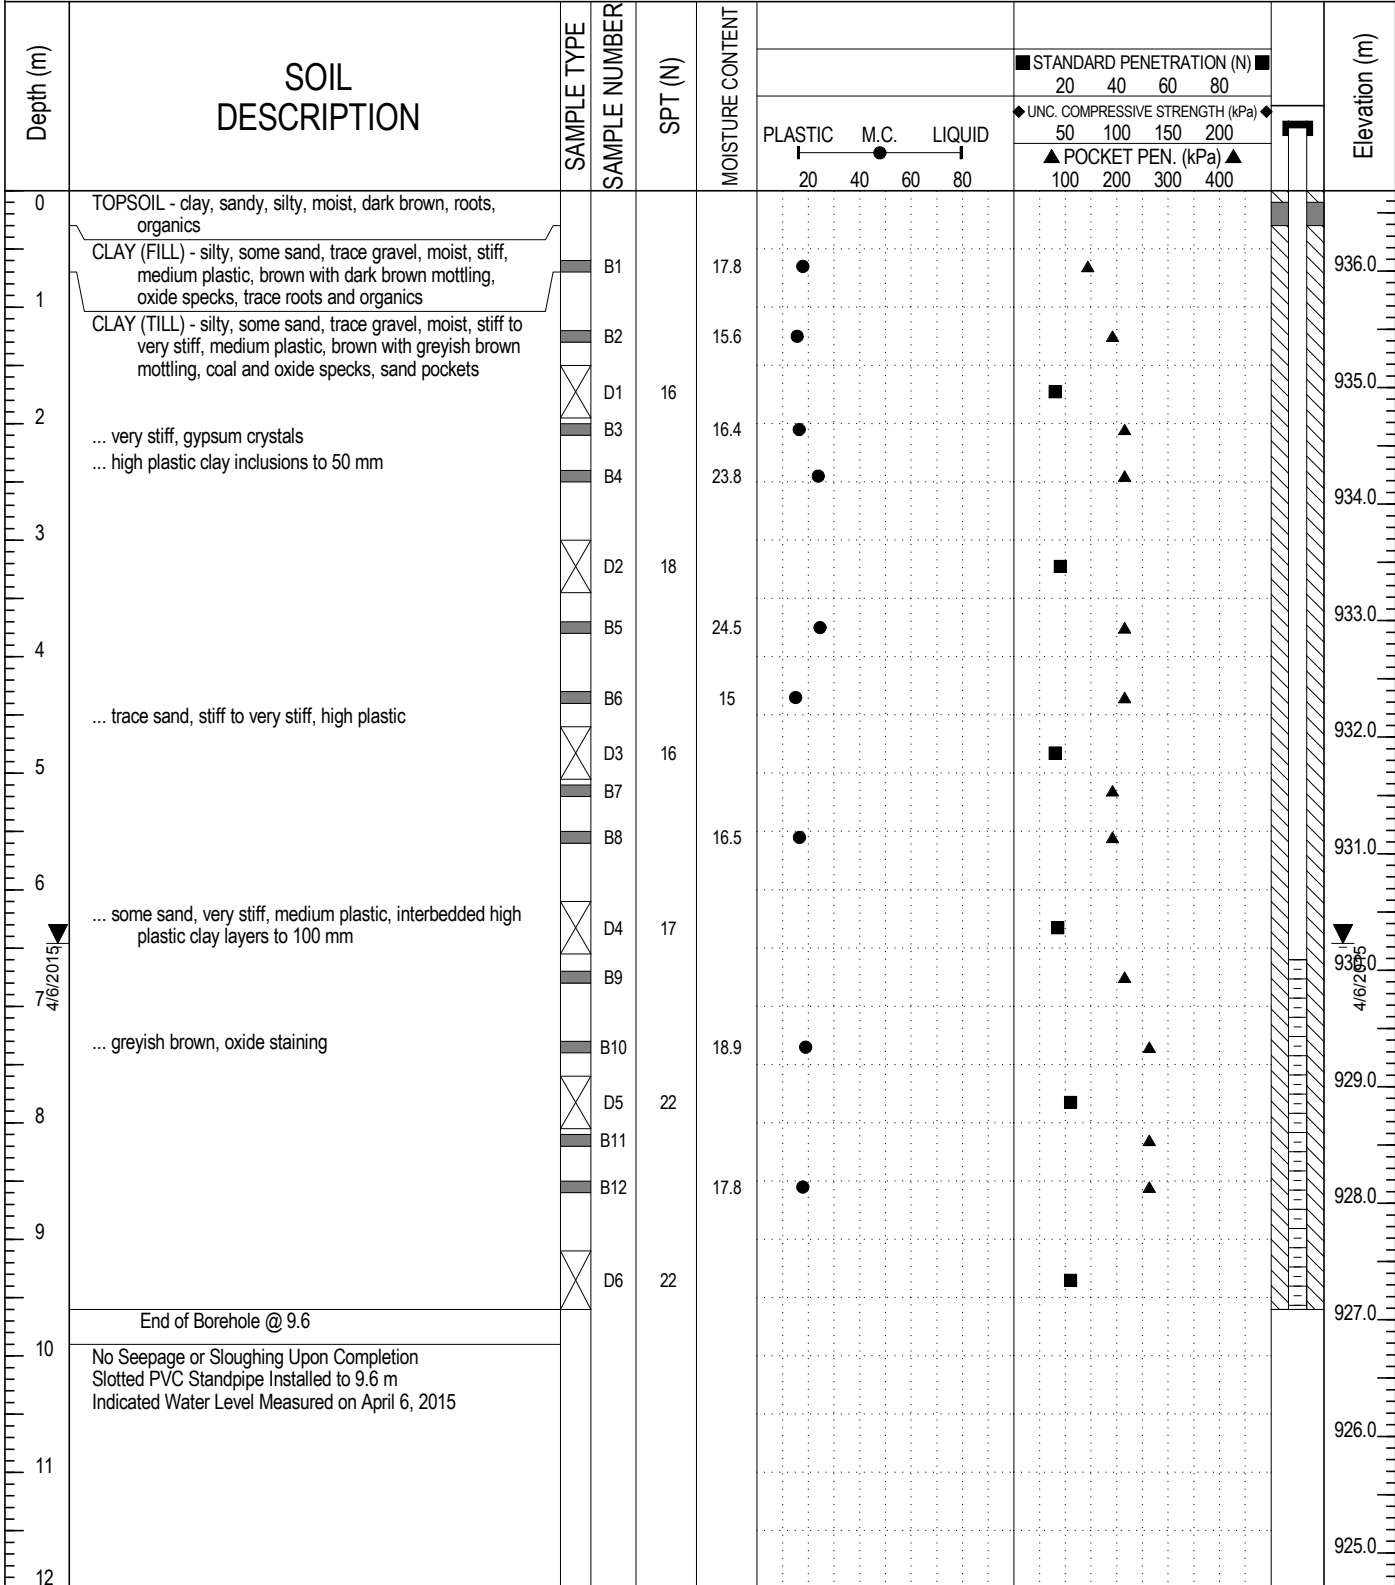 Depth (m)
SOIL
DESCRIPTION
SAMPLE TYPE
SAMPLE NUMBER
SPT (N)
MOISTURE CONTENT
PLASTIC M.C. LIQUID
20 40 60 80
■ STANDARD PENETRATION (N) ■
20 40 60 80
◆ UNC. COMPRESSIVE STRENGTH (kPa) ◆
50 100 150 200
▲ POCKET PEN. (kPa) ▲
100 200 300 400
Elevation (m)
0
TOPSOIL - clay, sandy, silty, moist, dark brown, roots,
organics
CLAY (FILL) - silty, some sand, trace gravel, moist, stiff,
medium plastic, brown with dark brown mottling,
oxide specks, trace roots and organics
B1 17.8
936.0
1
CLAY (TILL) - silty, some sand, trace gravel, moist, stiff to
very stiff, medium plastic, brown with greyish brown
mottling, coal and oxide specks, sand pockets
B2 15.6
935.0
D1 16
2
... very stiff, gypsum crystals
B3 16.4
... high plastic clay inclusions to 50 mm
B4 23.8
934.0
3
D2 18
933.0
B5 24.5
4
B6 15
... trace sand, stiff to very stiff, high plastic
932.0
D3 16
5
B7
B8 16.5
931.0
6
... some sand, very stiff, medium plastic, interbedded high
plastic clay layers to 100 mm
D4 17
4/6/2015
930.0
4/6/2015
B9
7
... greyish brown, oxide staining
B10 18.9
929.0
D5 22
8
B11
B12 17.8
928.0
9
D6 22
End of Borehole @ 9.6
927.0
10
No Seepage or Sloughing Upon Completion
Slotted PVC Standpipe Installed to 9.6 m
Indicated Water Level Measured on April 6, 2015
926.0
11
925.0
12